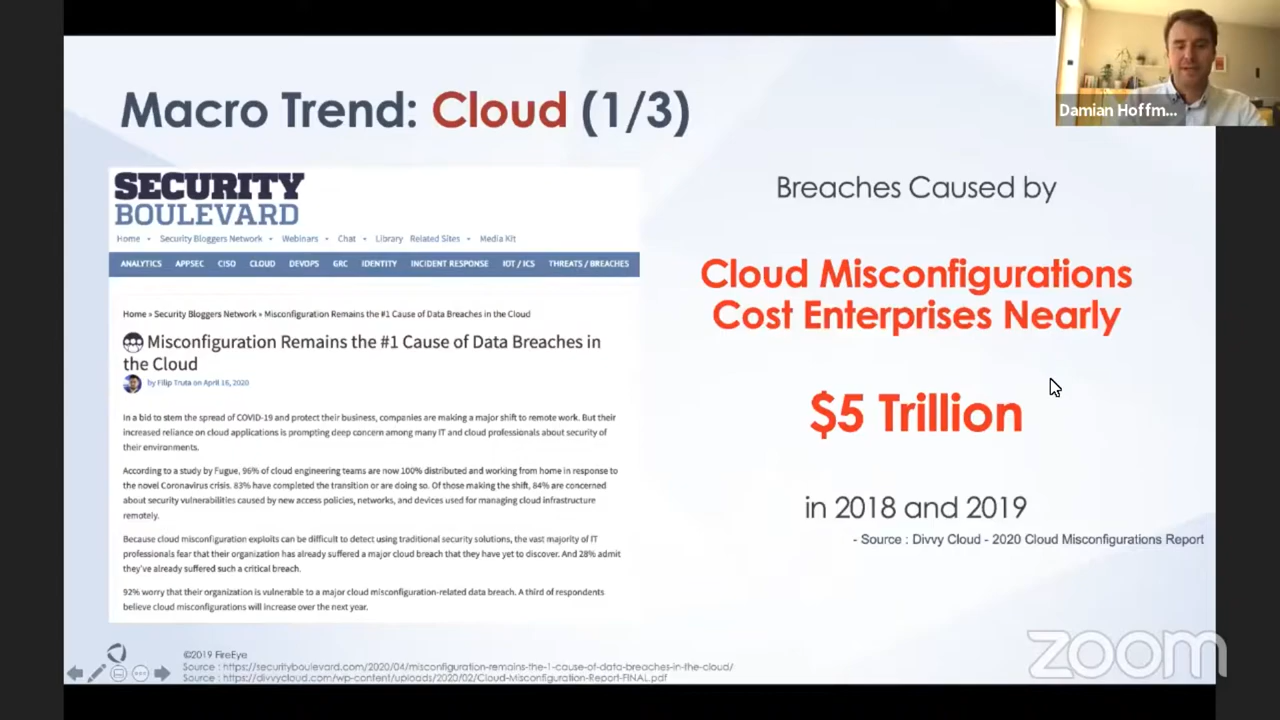 Macro Trend: Cloud (1/3)
Damian Hoffm...
SECURITY
BOULEVARD
Home
Security Bloggers Network
Webinars
Chat
Library
Related Sites
Media Kit
ANALYTICS APPSEC CISO CLOUD DEVOPS GRC IDENTITY INCIDENT RESPONSE IOT / ICS THREATS / BREACHES
Home » Security Bloggers Network » Misconfiguration Remains the #1 Cause of Data Breaches in the Cloud
Misconfiguration Remains the #1 Cause of Data Breaches in
the Cloud
by Filip Truta on April 16, 2020
In a bid to stem the spread of COVID-19 and protect their business, companies are making a major shift to remote work. But their
increased reliance on cloud applications is prompting deep concern among many IT and cloud professionals about security of
their environments.
According to a study by Fugue, 96% of cloud engineering teams are now 100% distributed and working from home in response to
the novel Coronavirus crisis. 83% have completed the transition or are doing so. Of those making the shift, 84% are concerned
about security vulnerabilities caused by new access policies, networks, and devices used for managing cloud infrastructure
remotely.
Because cloud misconfiguration exploits can be difficult to detect using traditional security solutions, the vast majority of IT
professionals fear that their organization has already suffered a major cloud breach that they have yet to discover. And 28% admit
they've already suffered such a critical breach.
92% worry that their organization is vulnerable to a major cloud misconfiguration-related data breach. A third of respondents
believe cloud misconfigurations will increase over the next year.
Breaches Caused by
Cloud Misconfigurations
Cost Enterprises Nearly
$5 Trillion
in 2018 and 2019
- Source : Divvy Cloud - 2020 Cloud Misconfigurations Report
©2019 FireEye
Source : https://securityboulevard.com/2020/04/misconfiguration-remains-the-1-cause-of-data-breaches-in-the-cloud/
Source : https://divvycloud.com/wp-content/uploads/2020/02/Cloud-Misconfiguration-Report-FINAL.pdf
zoom